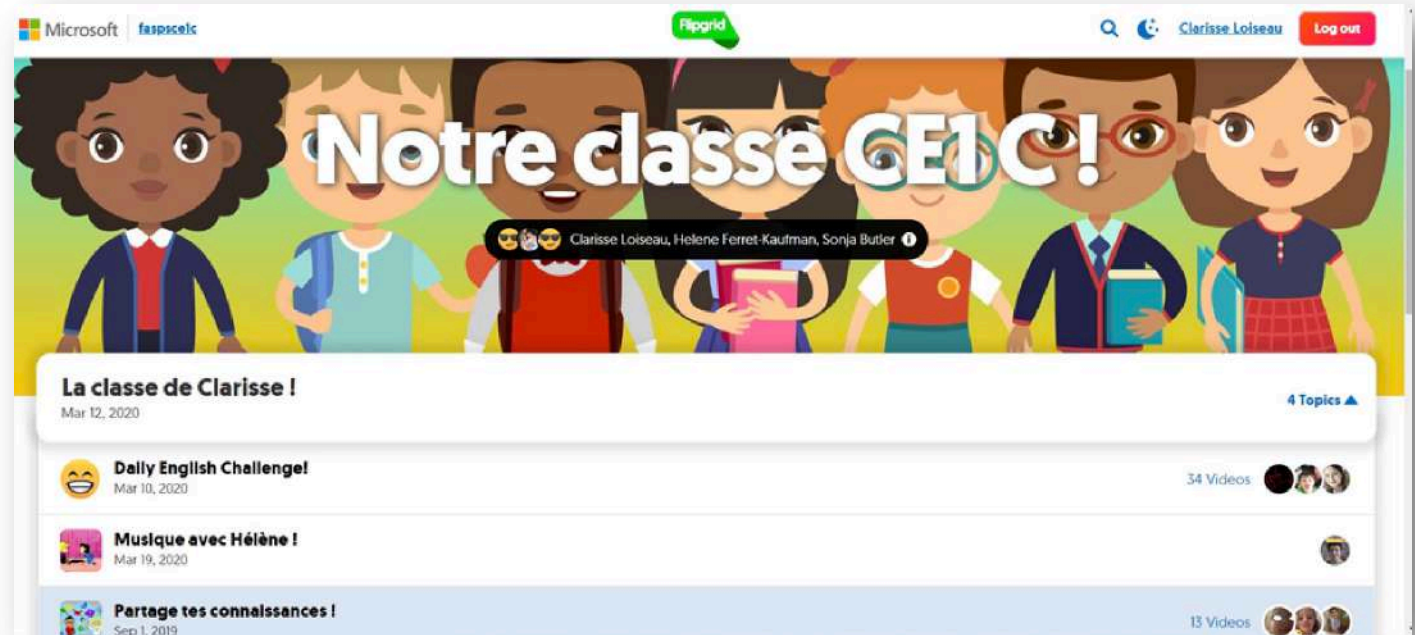 Microsoft faspscelc Flipgrid Clarisse Loiseau Log out
Notre classe CE1 C !
Clarisse Loiseau, Helene Ferret-Kaufman, Sonja Butler
La classe de Clarisse !
Mar 12, 2020
4 Topics
Daily English Challenge!
Mar 10, 2020
34 Videos
Musique avec Hélène !
Mar 19, 2020
Partage tes connaissances !
Sep 1, 2019
13 Videos